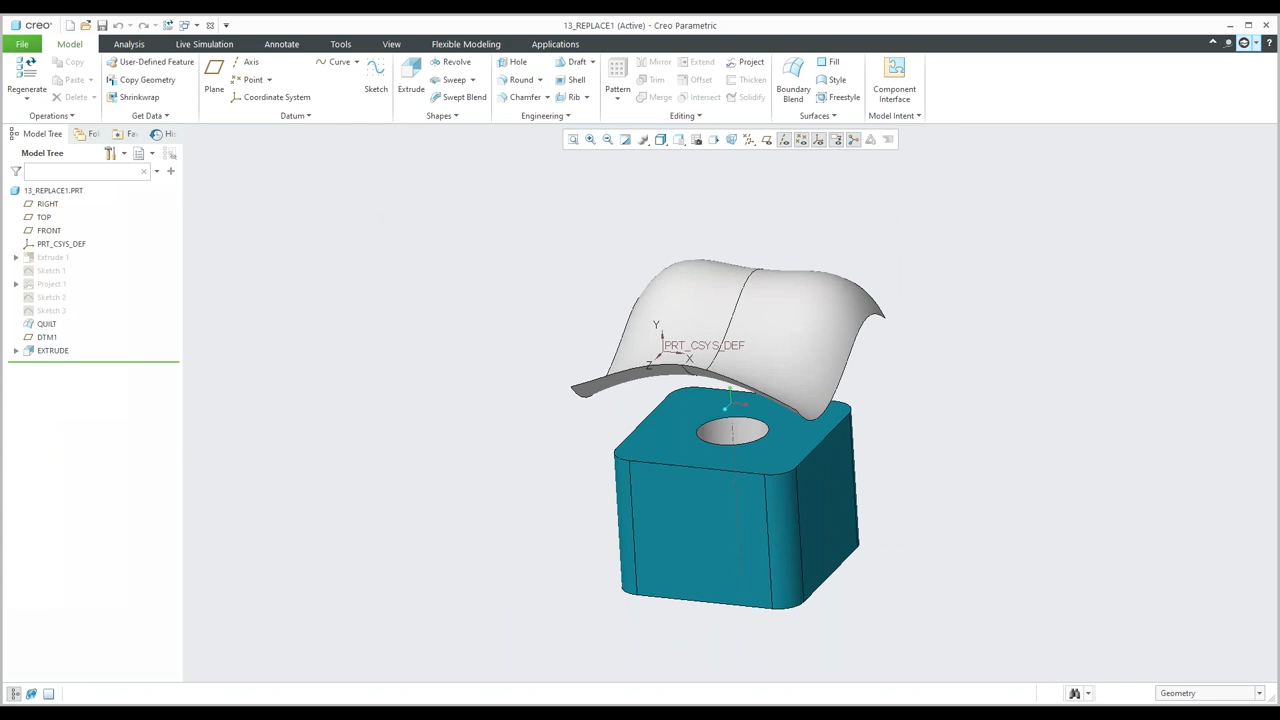 creo
13_REPLACE1 (Active) - Creo Parametric
File Model Analysis Live Simulation Annotate Tools View Flexible Modeling Applications
Regenerate
Copy
Paste
Delete
Operations
User-Defined Feature
Copy Geometry
Shrinkwrap
Get Data
Plane
Axis
Point
Coordinate System
Curve
Sketch
Datum
Extrude
Revolve
Sweep
Swept Blend
Shapes
Hole
Round
Chamfer
Draft
Shell
Rib
Engineering
Pattern
Mirror
Trim
Merge
Extend
Offset
Intersect
Project
Thicken
Solidify
Editing
Boundary
Blend
Fill
Style
Freestyle
Surfaces
Component
Interface
Model Intent
Model Tree Fol Fa His
Model Tree
13_REPLACE1.PRT
RIGHT
TOP
FRONT
PRT_CSYS_DEF
Extrude 1
Sketch 1
Project 1
Sketch 2
Sketch 3
QUILT
DTM1
EXTRUDE
Y
PRT_CSYS_DEF
X
Z
Geometry